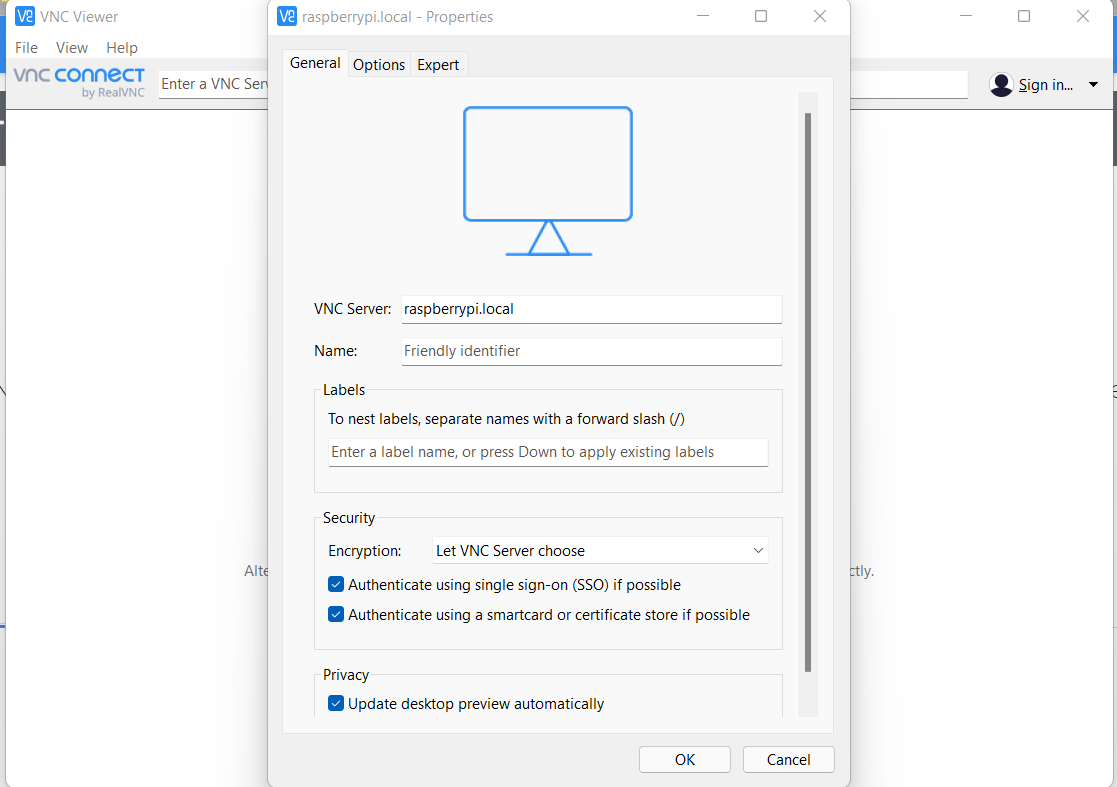 VNC Viewer
raspberrypi.local - Properties
File View Help
vnc connect
by RealVNC
Enter a VNC Serv
Sign in...
General
Options
Expert
VNC Server:
raspberrypi.local
Name:
Friendly identifier
Labels
To nest labels, separate names with a forward slash (/)
Enter a label name, or press Down to apply existing labels
Security
Encryption:
Let VNC Server choose
Alte
ctly.
Authenticate using single sign-on (SSO) if possible
Authenticate using a smartcard or certificate store if possible
Privacy
Update desktop preview automatically
OK
Cancel